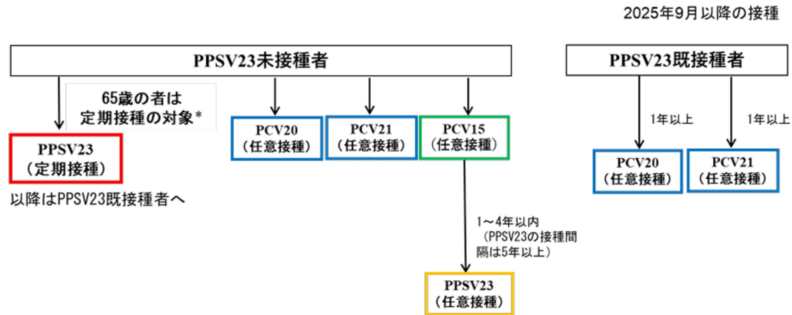 2025年9月以降の接種
PPSV23未接種者
PPSV23既接種者
65歳の者は
定期接種の対象*
1年以上
1年以上
PPSV23
（定期接種）
PCV20
（任意接種）
PCV21
（任意接種）
PCV15
（任意接種）
PCV20
（任意接種）
PCV21
（任意接種）
以降はPPSV23既接種者へ
1～4年以内
（PPSV23の接種間
隔は5年以上）
PPSV23
（任意接種）